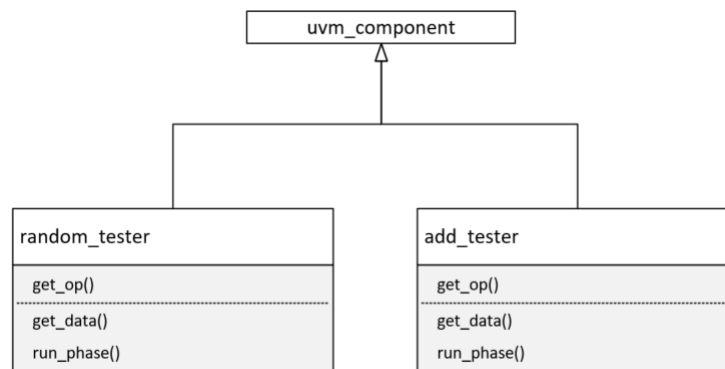 uvm_component
random_tester
get_op()
get_data()
run_phase()
add_tester
get_op()
get_data()
run_phase()